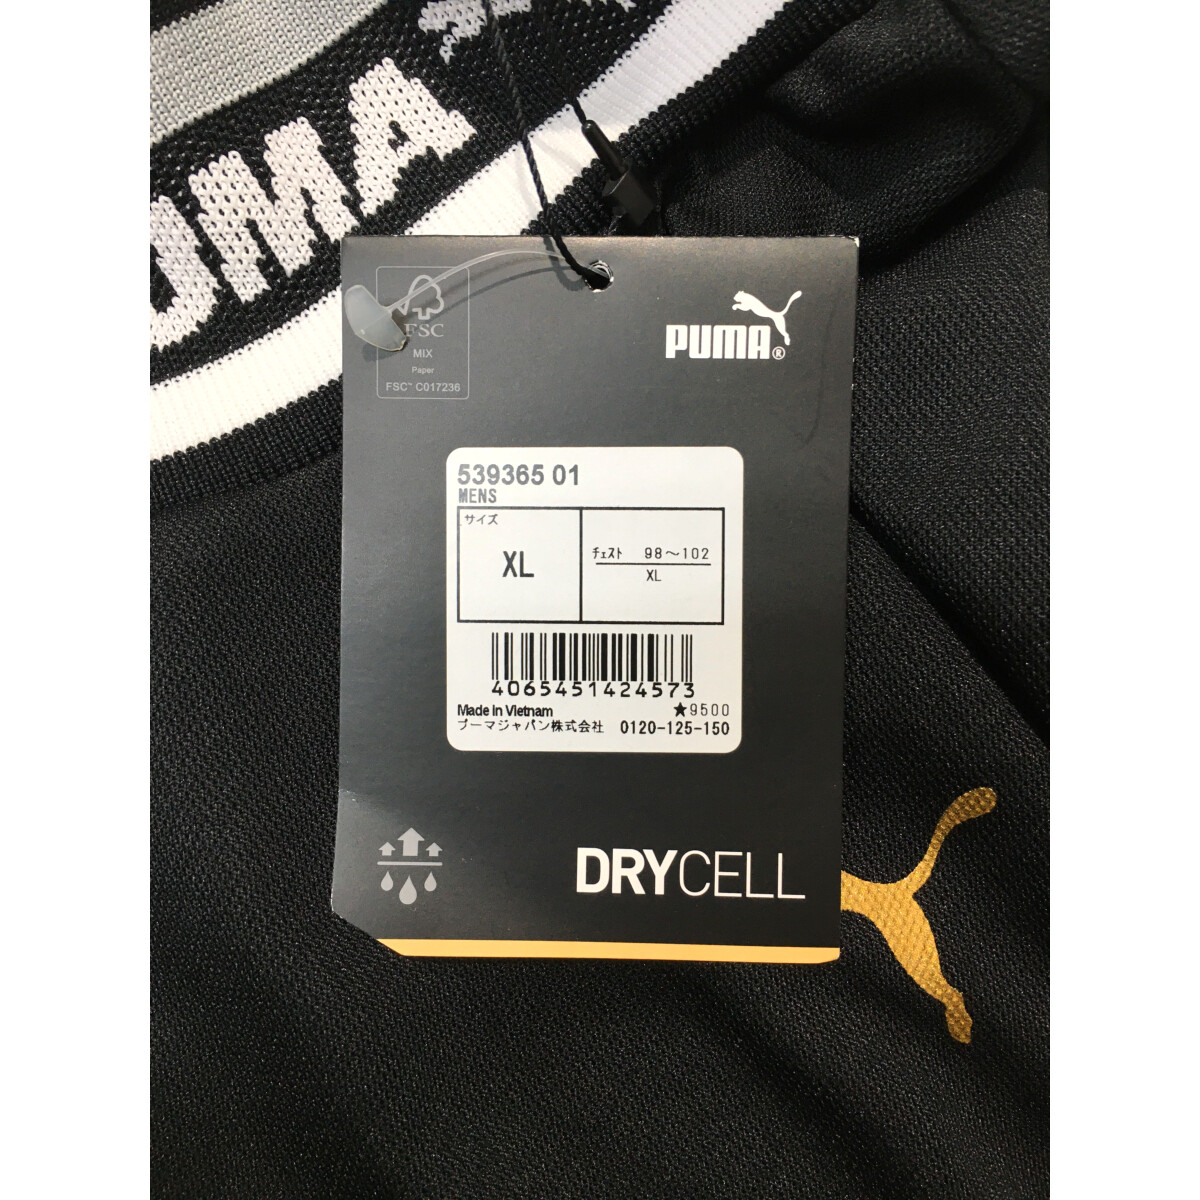 PUMA
FSC
MIX
Paper
FSC™ C017236
PUMA®
539365 01
MENS
サイズ
XL
チェスト 98~102
XL
4065451424573
Made in Vietnam ★9500
プーマジャパン株式会社 0120-125-150
DRYCELL